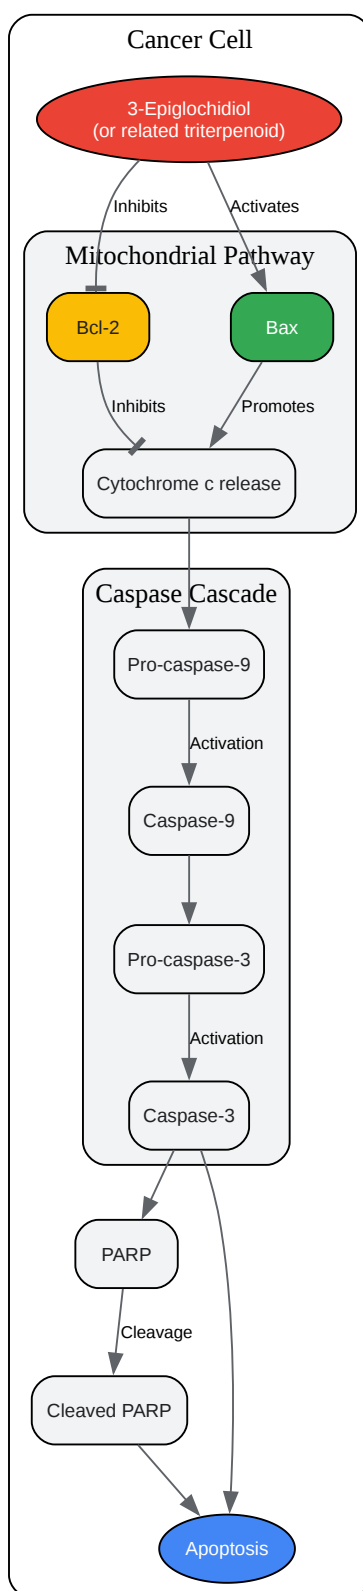 Cancer Cell
3-Epiglochidiol
(or related triterpenoid)
Inhibits
Activates
Mitochondrial Pathway
Bcl-2
Bax
Inhibits
Promotes
Cytochrome c release
Caspase Cascade
Pro-caspase-9
Activation
Caspase-9
Pro-caspase-3
Activation
Caspase-3
PARP
Cleavage
Cleaved PARP
Apoptosis